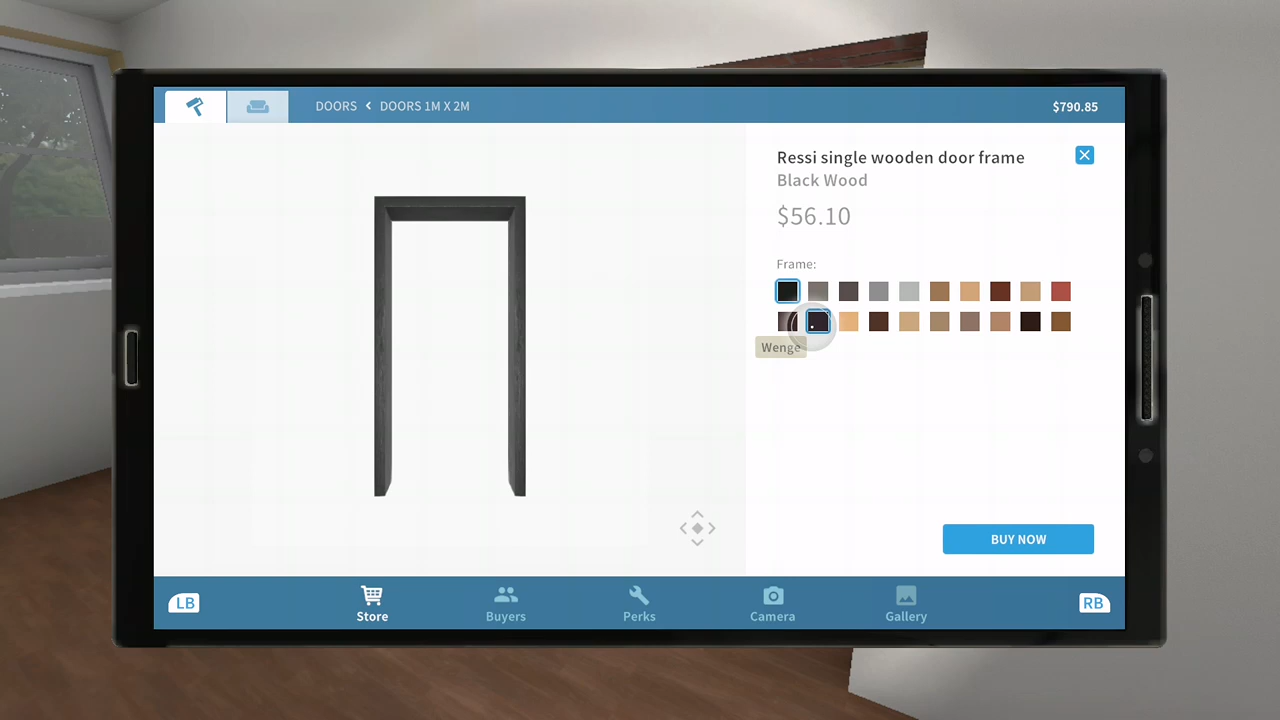 DOORS < DOORS 1M X 2M
$790.85
Ressi single wooden door frame
Black Wood
$56.10
Frame:
Wenge
BUY NOW
LB
Store
Buyers
Perks
Camera
Gallery
RB